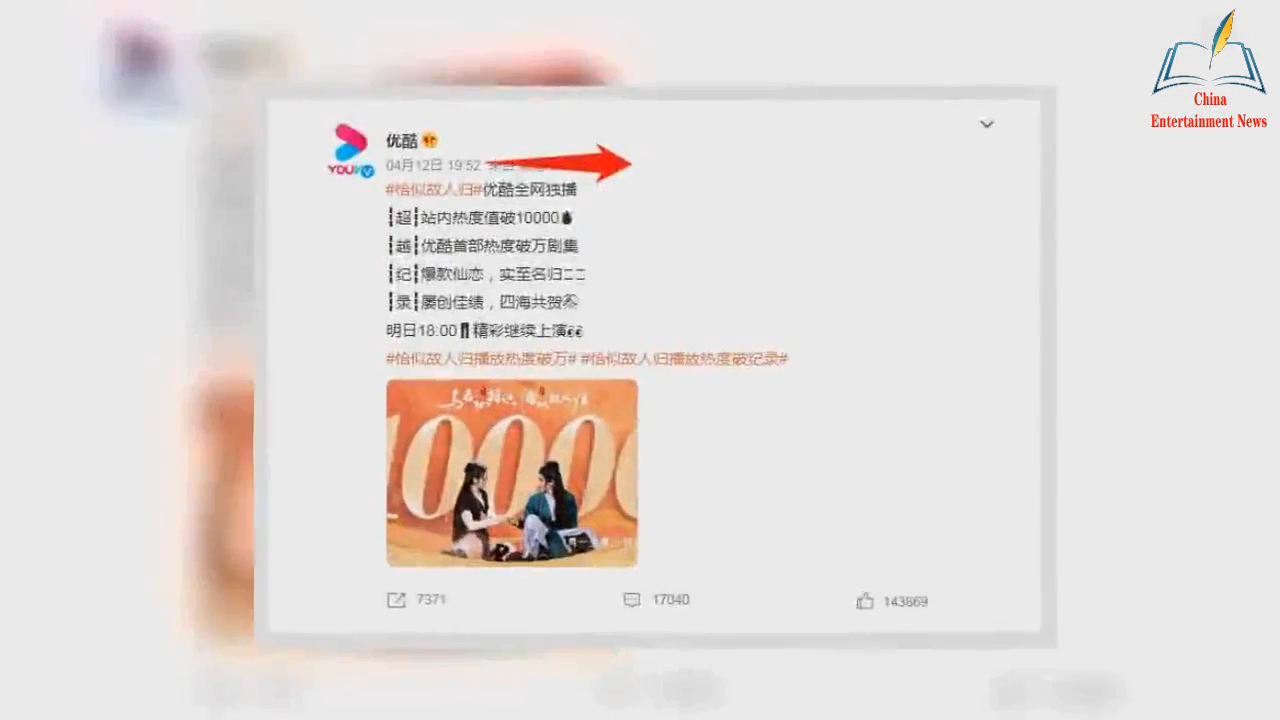 China
Entertainment News
优酷
YOUKU
04月12日 19:52 来自
#恰似故人归#优酷全网独播
┇超┇站内热度值破10000
┇越┇优酷首部热度破万剧集
┇纪┇爆款仙恋，实至名归
┇录┇屡创佳绩，四海共贺
明日18:00 精彩继续上演
#恰似故人归播放热度破万# #恰似故人归播放热度破纪录#
10000
7371
17040
143869